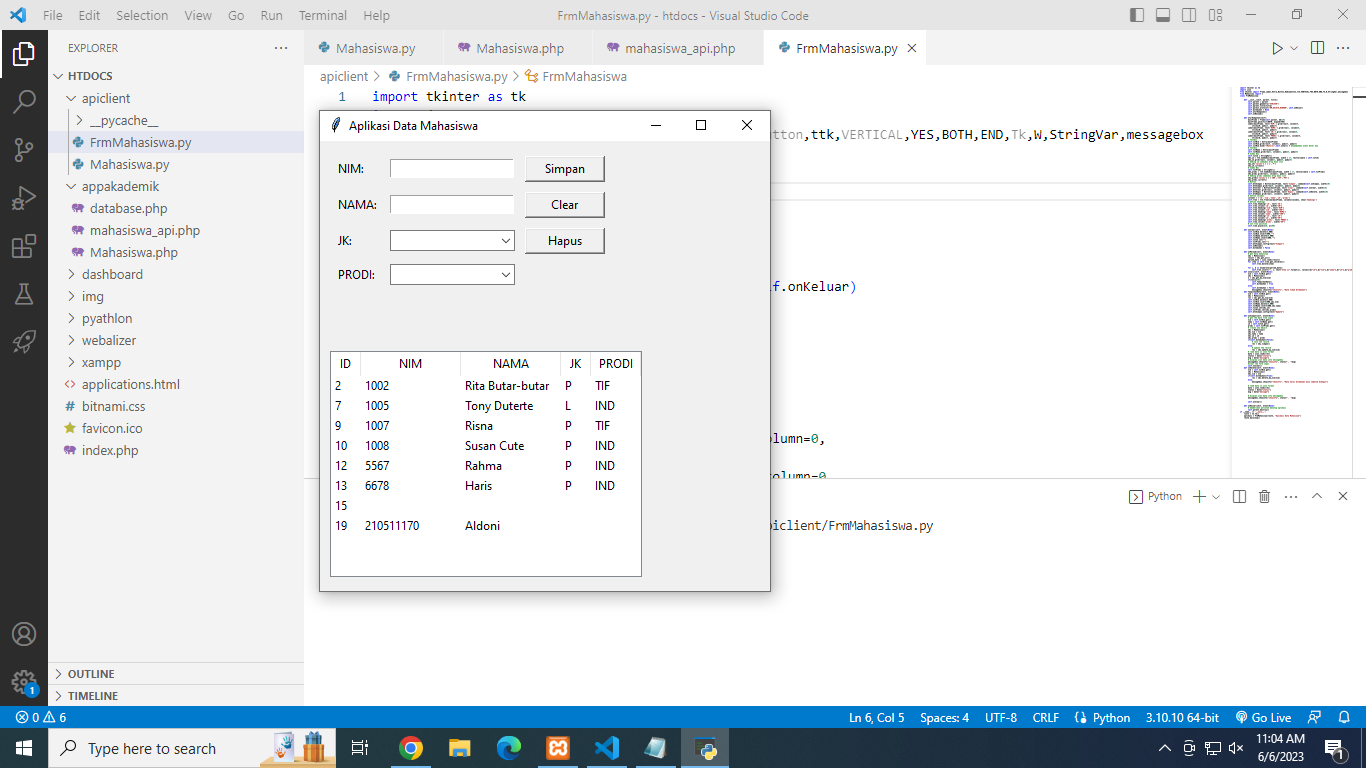 File Edit Selection View Go Run Terminal Help FrmMahasiswa.py - htdocs - Visual Studio Code
EXPLORER
HTDOCS
apiclient
__pycache__
FrmMahasiswa.py
Mahasiswa.py
appakademik
database.php
mahasiswa_api.php
Mahasiswa.php
dashboard
img
pyathlon
webalizer
xampp
applications.html
bitnami.css
favicon.ico
index.php
OUTLINE
TIMELINE
Mahasiswa.py Mahasiswa.php mahasiswa_api.php FrmMahasiswa.py
apiclient > FrmMahasiswa.py > FrmMahasiswa
1 import tkinter as tk
utton,ttk,VERTICAL,YES,BOTH,END,Tk,W,StringVar,messagebox
f.onKeluar)
olumn=0,
column=0,
Aplikasi Data Mahasiswa
NIM: Simpan
NAMA: Clear
JK: Hapus
PRODI:
ID NIM NAMA JK PRODI
2 1002 Rita Butar-butar P TIF
7 1005 Tony Duterte L IND
9 1007 Risna P TIF
10 1008 Susan Cute P IND
12 5567 Rahma P IND
13 6678 Haris P IND
15
19 210511170 Aldoni
Python
piclient/FrmMahasiswa.py
1
0 6 Ln 6, Col 5 Spaces: 4 UTF-8 CRLF Python 3.10.10 64-bit Go Live
Type here to search
11:04 AM
6/6/2023
1